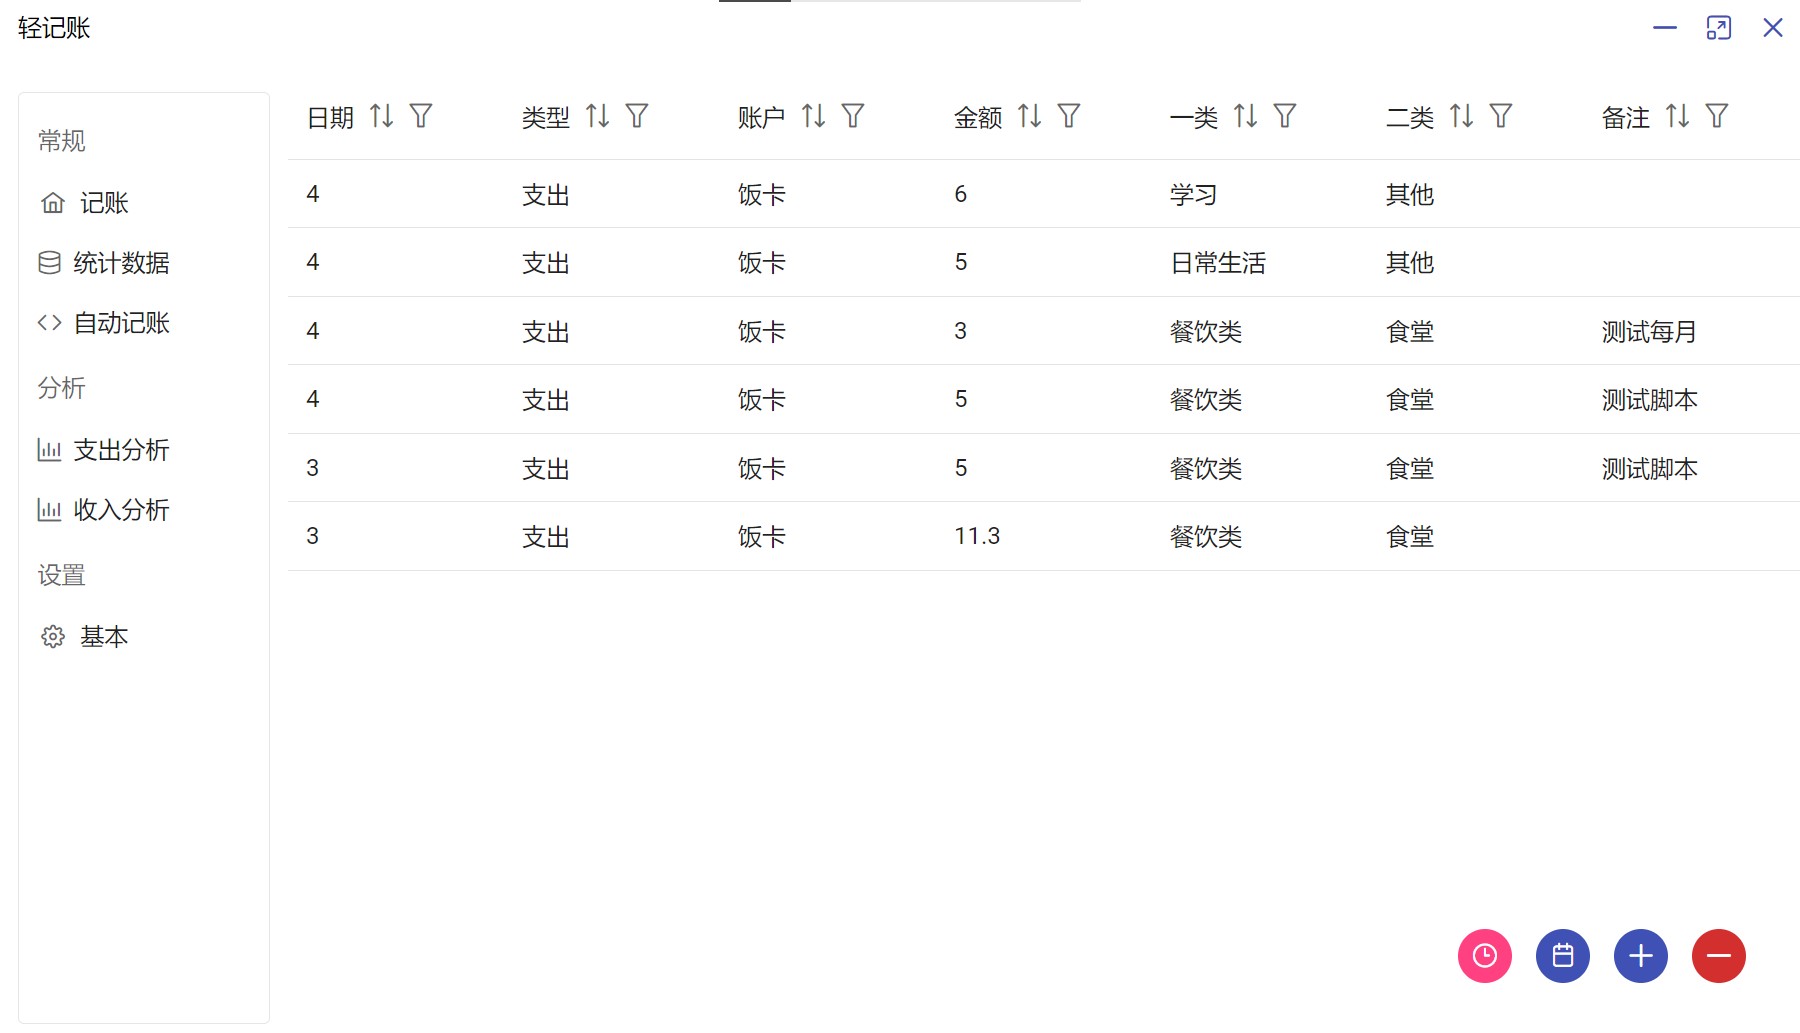 轻记账
常规
记账
统计数据
自动记账
分析
支出分析
收入分析
设置
基本
日期 类型 账户 金额 一类 二类 备注
4 支出 饭卡 6 学习 其他
4 支出 饭卡 5 日常生活 其他
4 支出 饭卡 3 餐饮类 食堂 测试每月
4 支出 饭卡 5 餐饮类 食堂 测试脚本
3 支出 饭卡 5 餐饮类 食堂 测试脚本
3 支出 饭卡 11.3 餐饮类 食堂